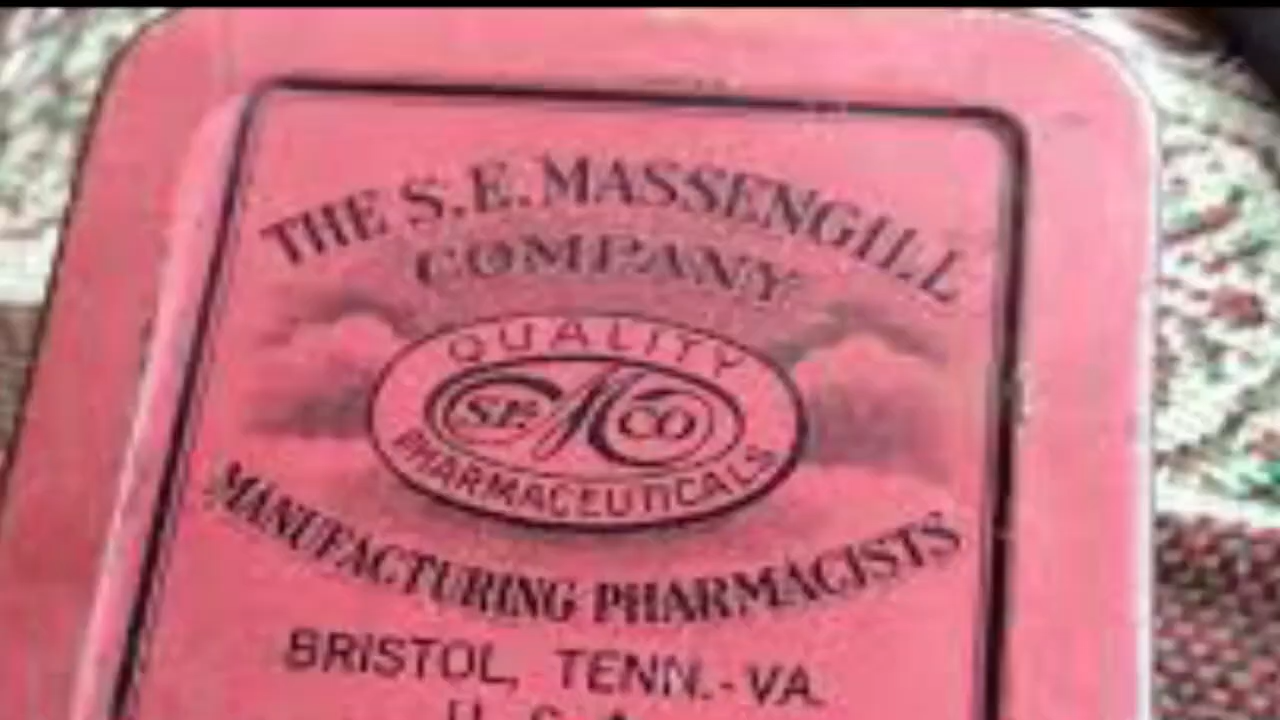 THE S.E. MASSENGILL
COMPANY
QUALITY
S.E. M CO
PHARMACEUTICALS
MANUFACTURING PHARMACISTS
BRISTOL, TENN.-VA.
U. S. A.